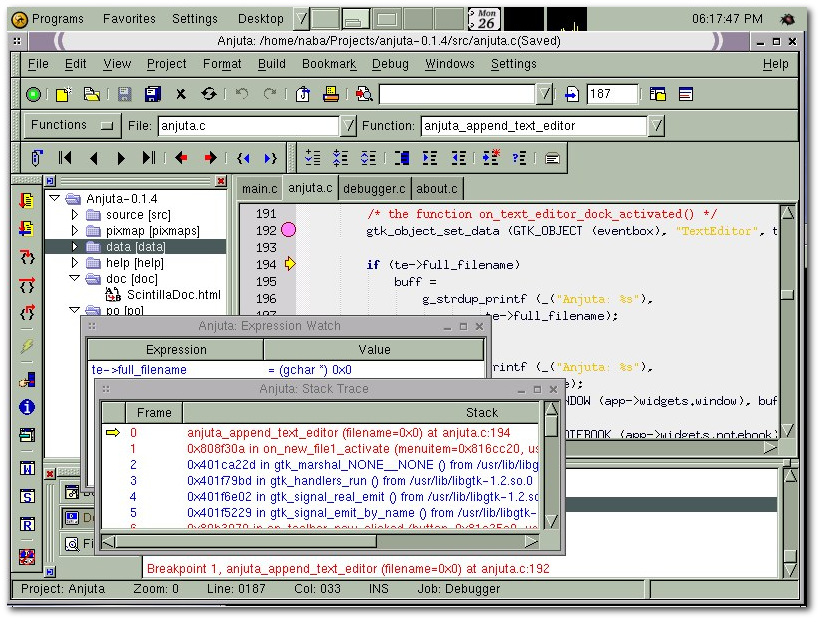 Programs Favorites Settings Desktop Mon 26 06:17:47 PM
Anjuta: /home/naba/Projects/anjuta-0.1.4/src/anjuta.c(Saved)
File Edit View Project Format Build Bookmark Debug Windows Settings Help
187
Functions File: anjuta.c Function: anjuta_append_text_editor
main.c anjuta.c debugger.c about.c
Anjuta-0.1.4
source [src]
pixmap [pixmaps]
data [data]
help [help]
doc [doc]
ScintillaDoc.html
po [po]
191 /* the function on_text_editor_dock_activated() */
192 gtk_object_set_data (GTK_OBJECT (eventbox), "TextEditor", t
193
194 if (te->full_filename)
195 buff =
196 g_strdup_printf (_("Anjuta: %s"),
197 te->full_filename);
rintf (_("Anjuta: %s"),
e);
NDOW (app->widgets.window), buf
NOTEBOOK (app->widgets.notebook)
Anjuta: Expression Watch
Expression Value
te->full_filename = (gchar *) 0x0
Anjuta: Stack Trace
Frame Stack
0 anjuta_append_text_editor (filename=0x0) at anjuta.c:194
1 0x808f30a in on_new_file1_activate (menuitem=0x816cc20, us
2 0x401ca22d in gtk_marshal_NONE__NONE () from /usr/lib/libg
3 0x401f79bd in gtk_handlers_run () from /usr/lib/libgtk-1.2.so.0
4 0x401f6e02 in gtk_signal_real_emit () from /usr/lib/libgtk-1.2.so
5 0x401f5229 in gtk_signal_emit_by_name () from /usr/lib/libgtk-
6
Fi
Breakpoint 1, anjuta_append_text_editor (filename=0x0) at anjuta.c:192
Project: Anjuta Zoom: 0 Line: 0187 Col: 033 INS Job: Debugger